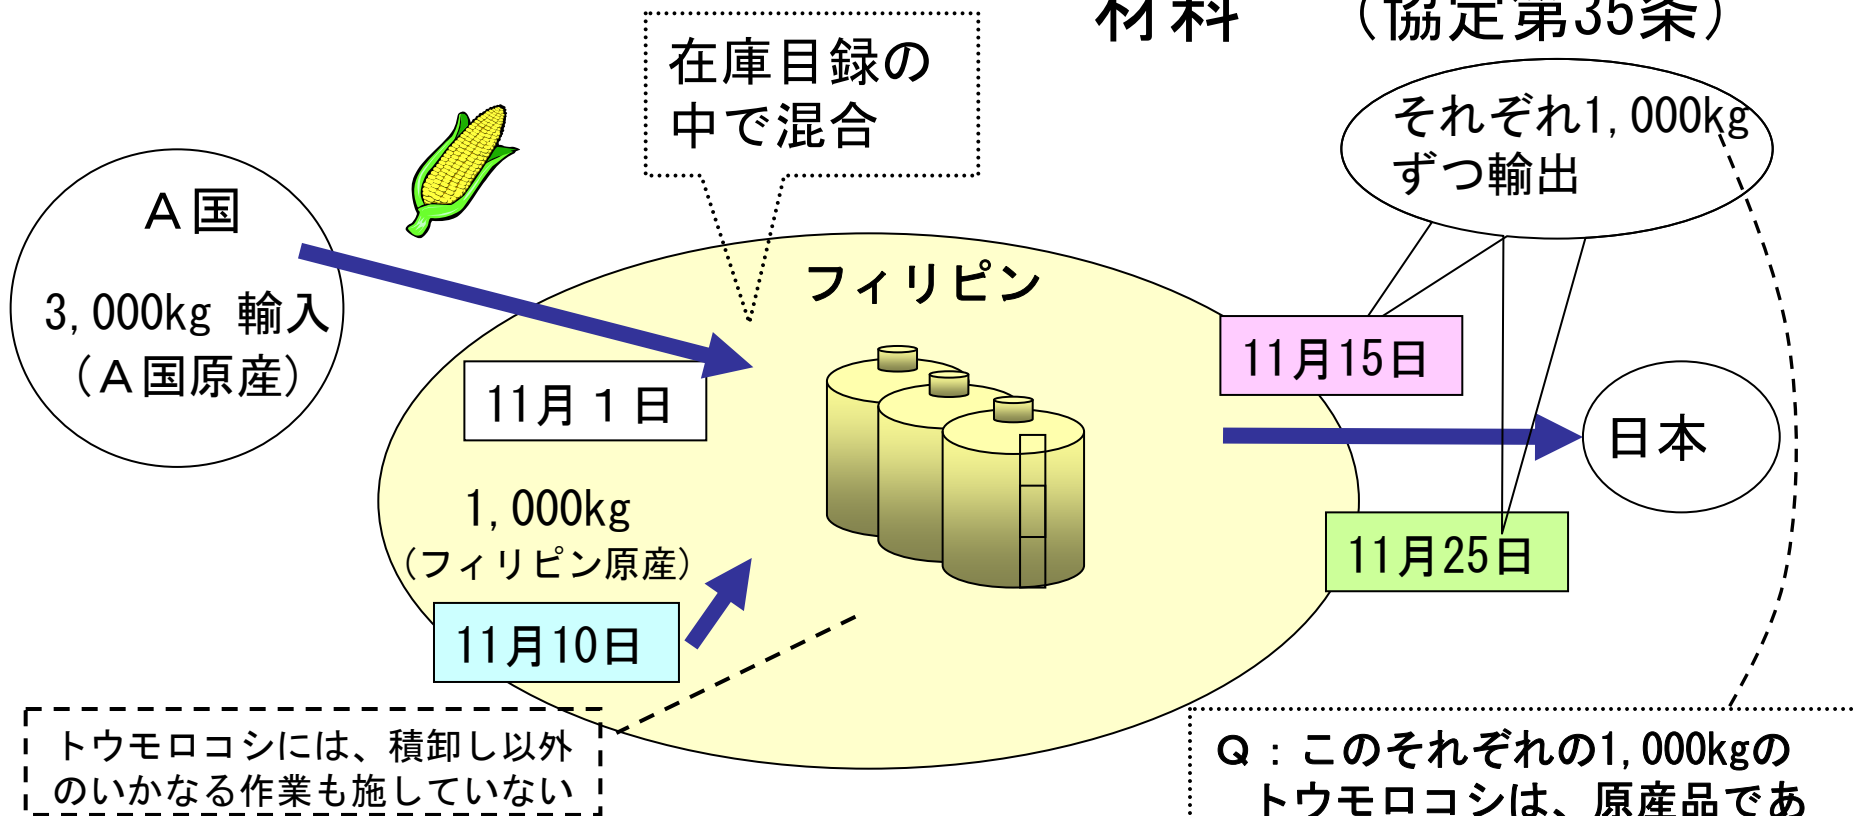 材料 （協定第35条）
在庫目録の
中で混合
それぞれ1,000kg
ずつ輸出
Ａ国
3,000kg 輸入
（Ａ国原産）
フィリピン
11月１日
11月15日
日本
1,000kg
（フィリピン原産）
11月10日
11月25日
トウモロコシには、積卸し以外
のいかなる作業も施していない
Ｑ：このそれぞれの1,000kgの
トウモロコシは、原産品であ